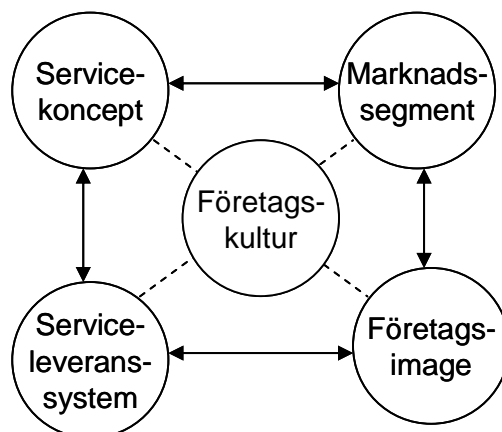 Service-
koncept
Marknads-
segment
Företags-
kultur
Service-
leverans-
system
Företags-
image